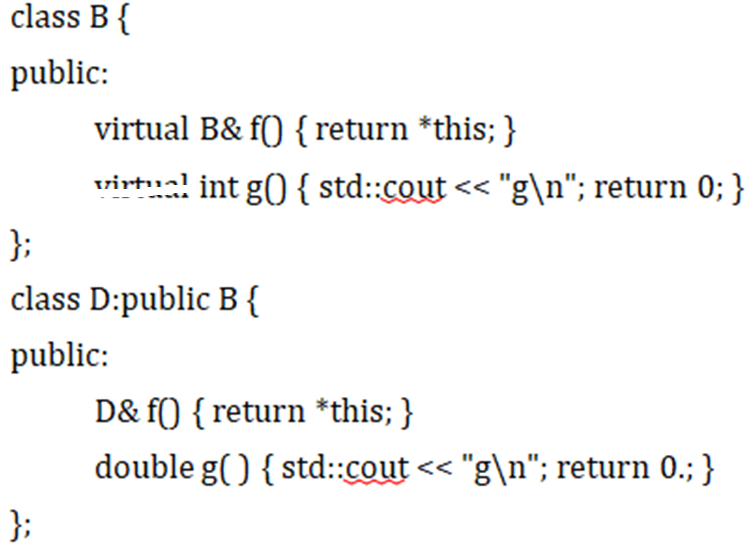 class B {
public:
virtual B& f() { return *this; }
virtual int g() { std::cout << "g\n"; return 0; }
};
class D:public B {
public:
D& f() { return *this; }
double g( ) { std::cout << "g\n"; return 0.; }
};